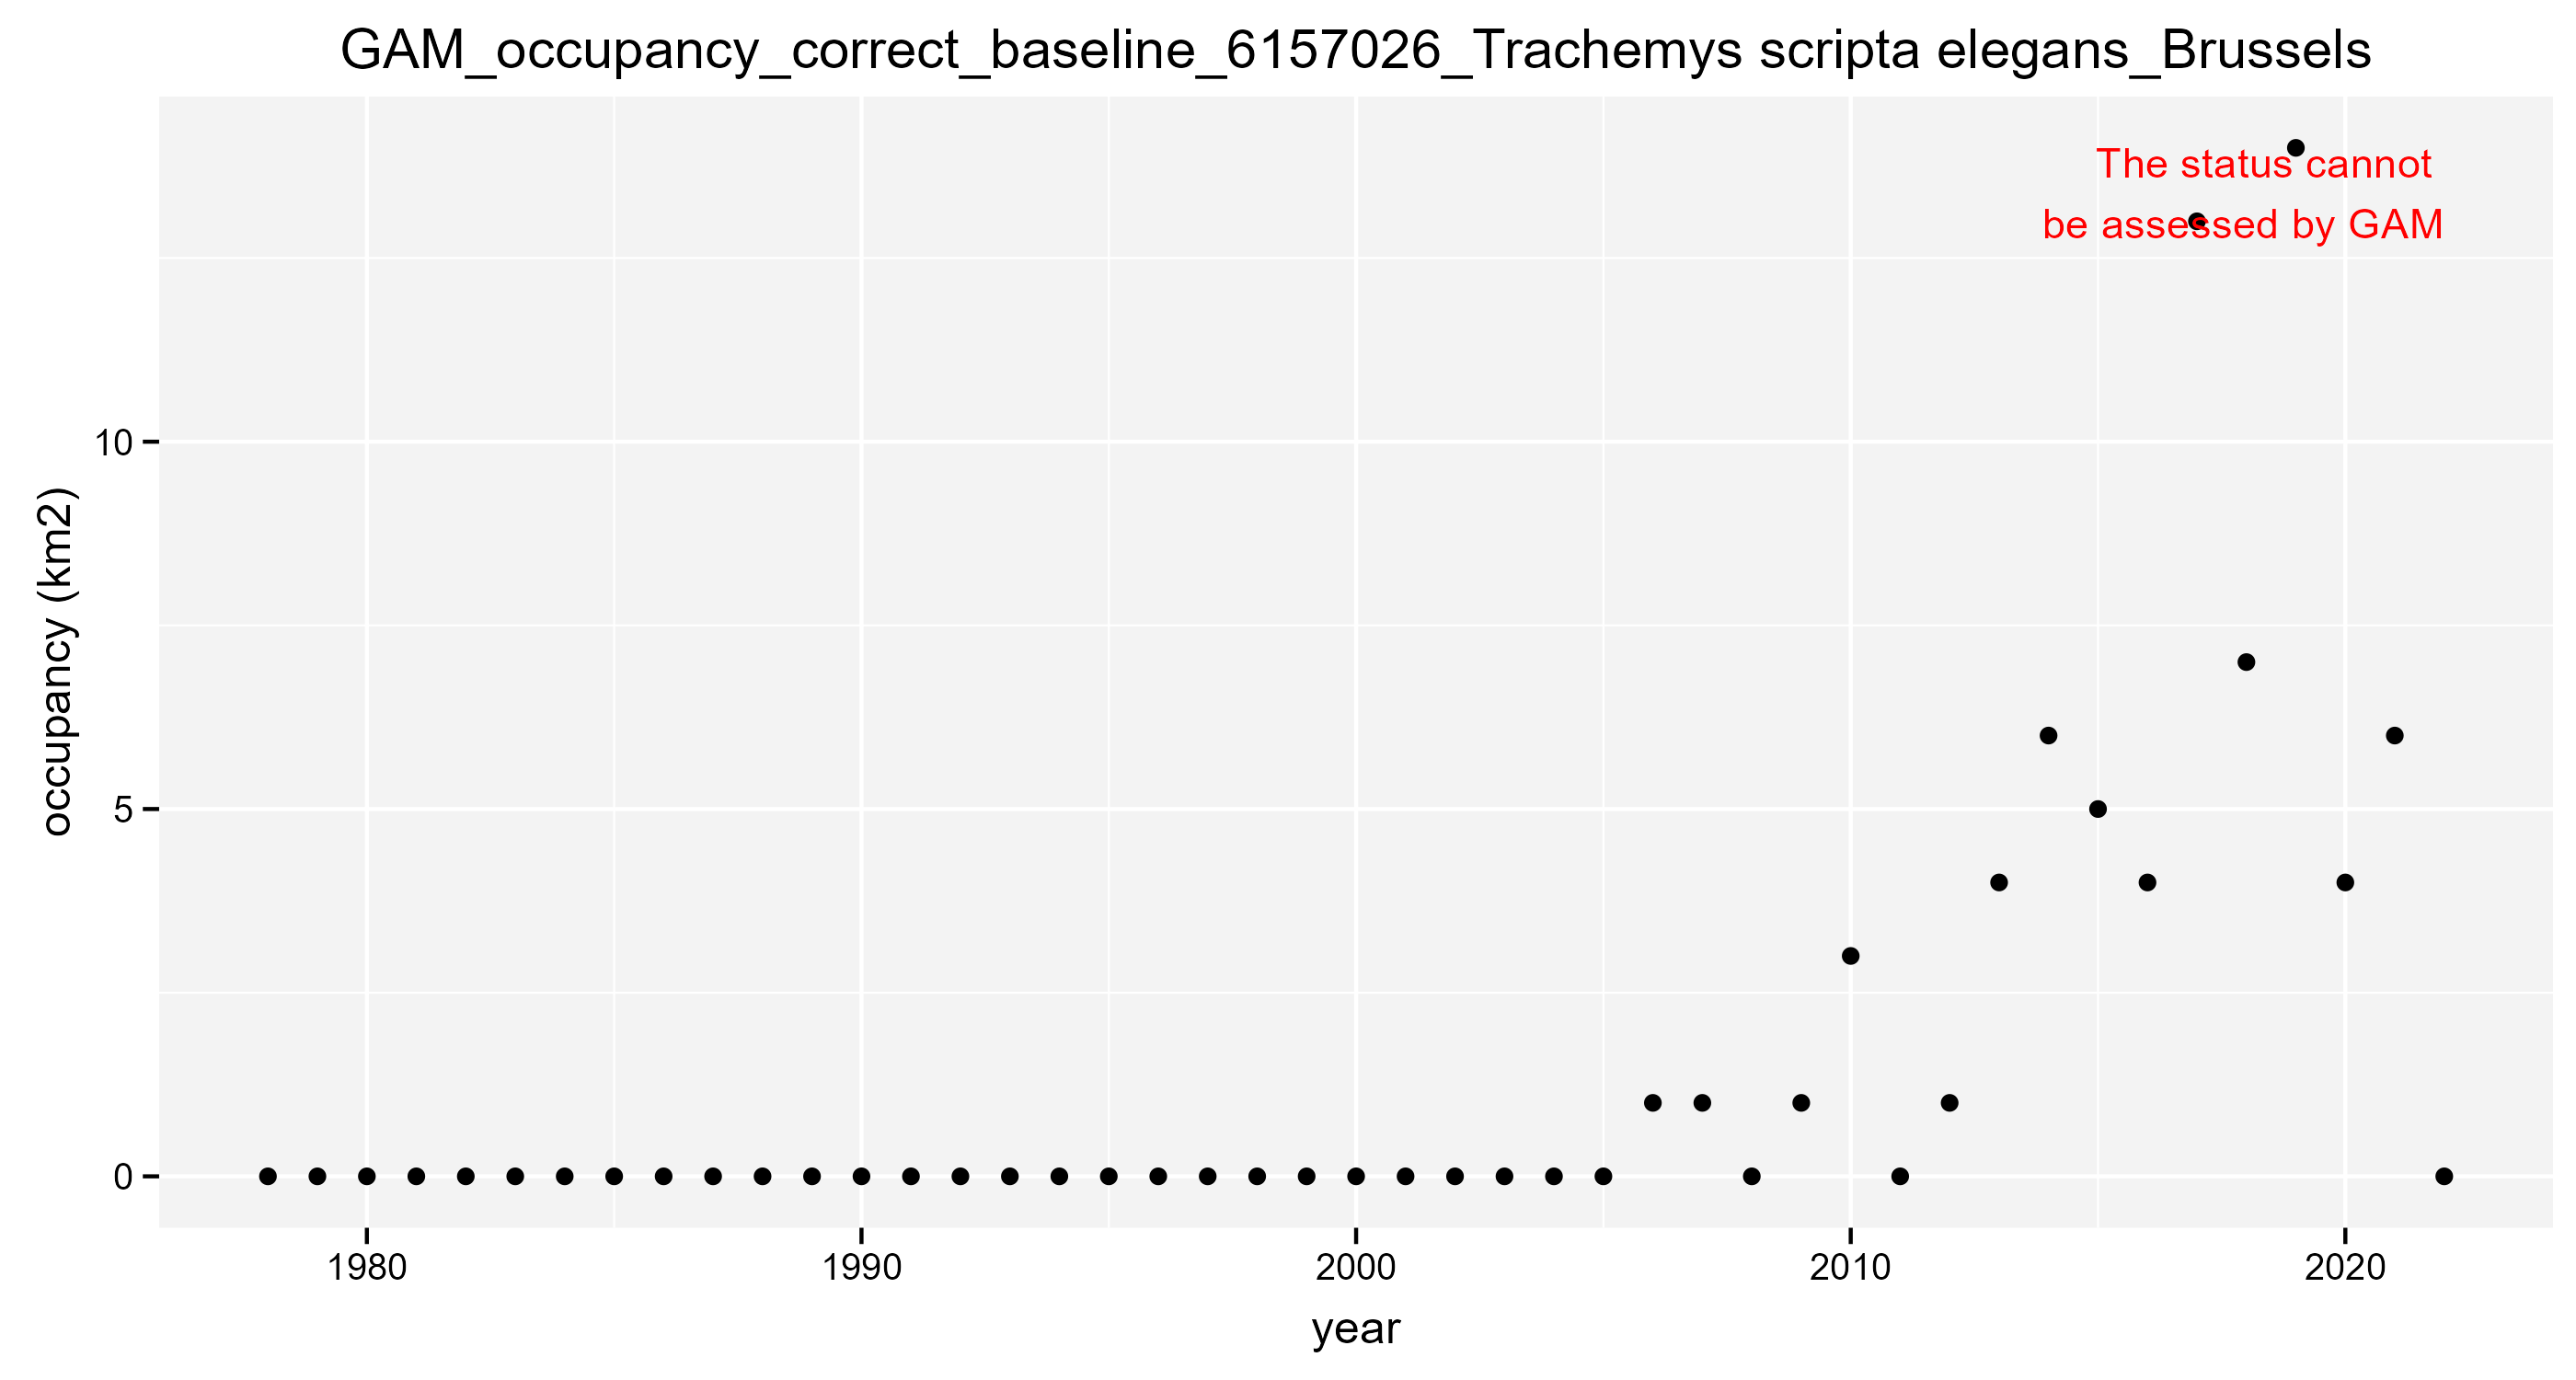 GAM_occupancy_correct_baseline_6157026_Trachemys scripta elegans_Brussels
The status cannot
be assessed by GAM
occupancy (km2)
10
5
0
1980 1990 2000 2010 2020
year